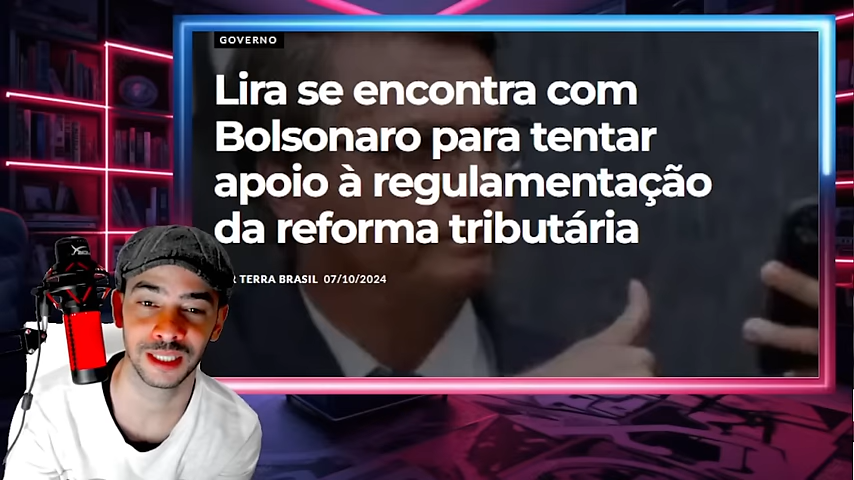 GOVERNO
Lira se encontra com
Bolsonaro para tentar
apoio à regulamentação
da reforma tributária
R TERRA BRASIL 07/10/2024